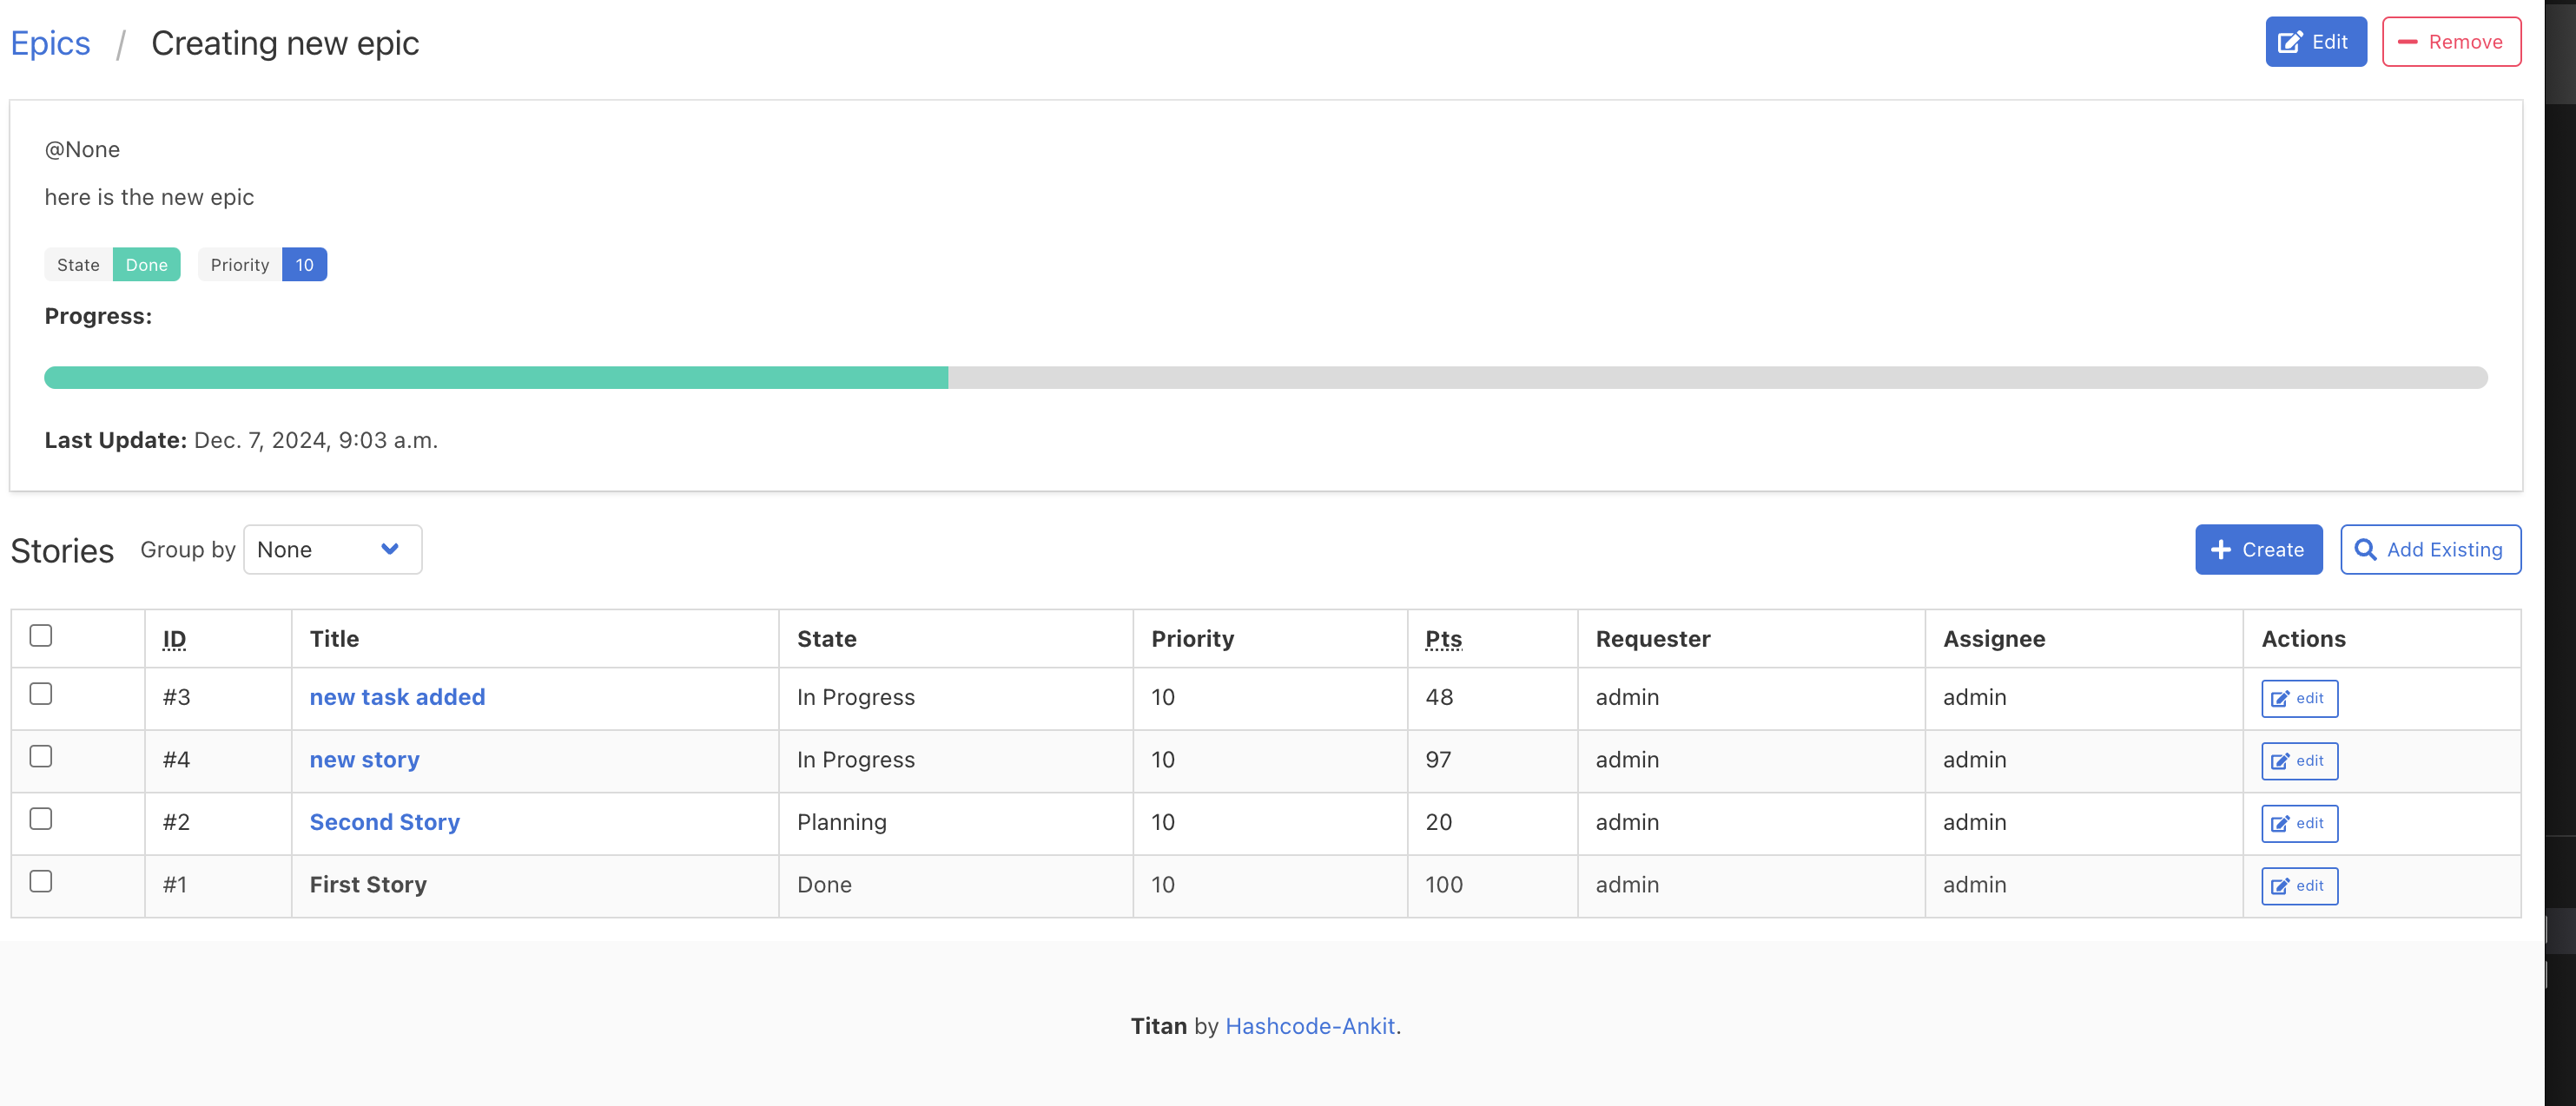 Epics / Creating new epic Edit Remove
@None
here is the new epic
State Done Priority 10
Progress:
Last Update: Dec. 7, 2024, 9:03 a.m.
Stories Group by None Create Add Existing
ID Title State Priority Pts Requester Assignee Actions
#3 new task added In Progress 10 48 admin admin edit
#4 new story In Progress 10 97 admin admin edit
#2 Second Story Planning 10 20 admin admin edit
#1 First Story Done 10 100 admin admin edit
Titan by Hashcode-Ankit.